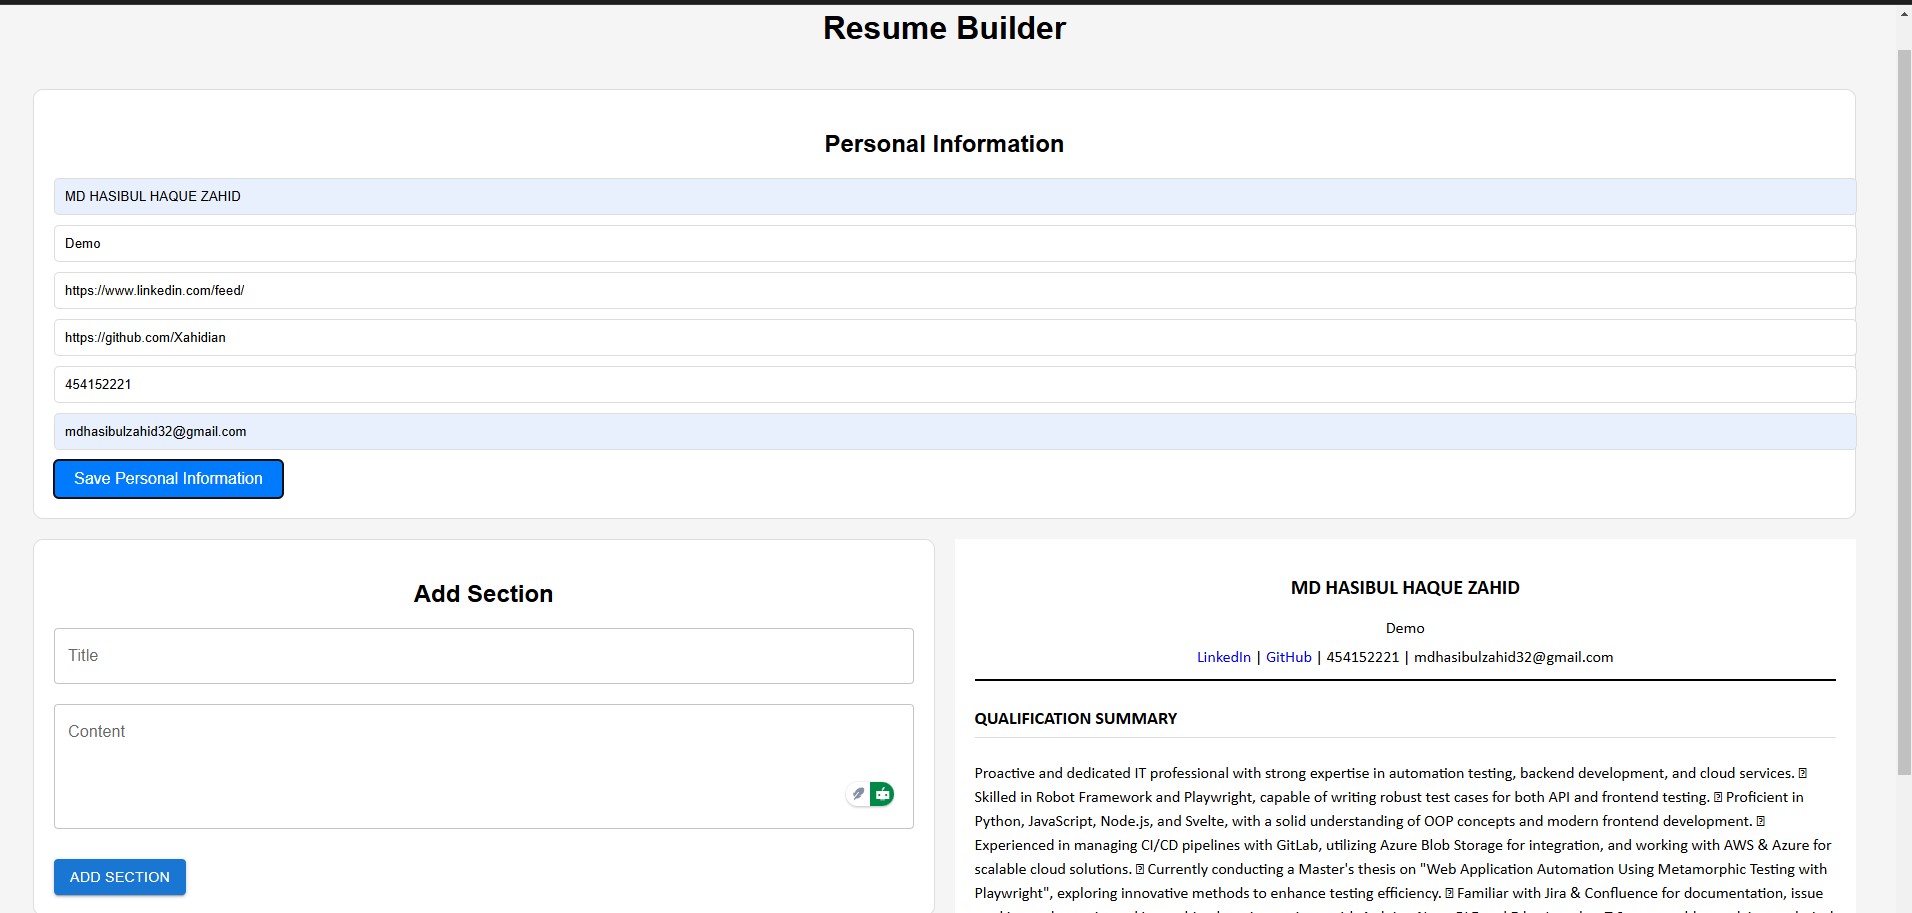 Resume Builder
Personal Information
MD HASIBUL HAQUE ZAHID
Demo
https://www.linkedin.com/feed/
https://github.com/Xahidian
454152221
mdhasibulzahid32@gmail.com
Save Personal Information
Add Section
Title
Content
ADD SECTION
MD HASIBUL HAQUE ZAHID
Demo
LinkedIn | GitHub | 454152221 | mdhasibulzahid32@gmail.com
QUALIFICATION SUMMARY
Proactive and dedicated IT professional with strong expertise in automation testing, backend development, and cloud services.
Skilled in Robot Framework and Playwright, capable of writing robust test cases for both API and frontend testing. Proficient in
Python, JavaScript, Node.js, and Svelte, with a solid understanding of OOP concepts and modern frontend development.
Experienced in managing CI/CD pipelines with GitLab, utilizing Azure Blob Storage for integration, and working with AWS & Azure for
scalable cloud solutions. Currently conducting a Master's thesis on "Web Application Automation Using Metamorphic Testing with
Playwright", exploring innovative methods to enhance testing efficiency. Familiar with Jira & Confluence for documentation, issue